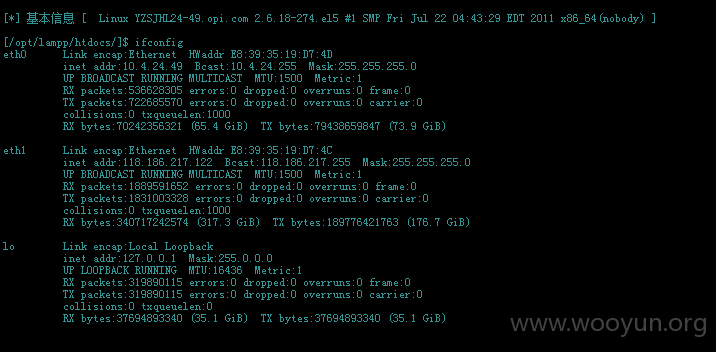 [*] 基本信息 [  Linux YZSJHL24-49.opi.com 2.6.18-274.el5 #1 SMP Fri Jul 22 04:43:29 EDT 2011 x86_64(nobody) ]
[/opt/lampp/htdocs/]$ ifconfig
eth0      Link encap:Ethernet  HWaddr E8:39:35:19:D7:4D
          inet addr:10.4.24.49  Bcast:10.4.24.255  Mask:255.255.255.0
          UP BROADCAST RUNNING MULTICAST  MTU:1500  Metric:1
          RX packets:536628305 errors:0 dropped:0 overruns:0 frame:0
          TX packets:722685570 errors:0 dropped:0 overruns:0 carrier:0
          collisions:0 txqueuelen:1000
          RX bytes:70242356321 (65.4 GiB)  TX bytes:79438659847 (73.9 GiB)
eth1      Link encap:Ethernet  HWaddr E8:39:35:19:D7:4C
          inet addr:118.186.217.122  Bcast:118.186.217.255  Mask:255.255.255.0
          UP BROADCAST RUNNING MULTICAST  MTU:1500  Metric:1
          RX packets:1889591652 errors:0 dropped:0 overruns:0 frame:0
          TX packets:1831003328 errors:0 dropped:0 overruns:0 carrier:0
          collisions:0 txqueuelen:1000
          RX bytes:340717242574 (317.3 GiB)  TX bytes:189776421763 (176.7 GiB)
lo        Link encap:Local Loopback
          inet addr:127.0.0.1  Mask:255.0.0.0
          UP LOOPBACK RUNNING  MTU:16436  Metric:1
          RX packets:319890115 errors:0 dropped:0 overruns:0 frame:0
          TX packets:319890115 errors:0 dropped:0 overruns:0 carrier:0
          collisions:0 txqueuelen:0
          RX bytes:37694893340 (35.1 GiB)  TX bytes:37694893340 (35.1 GiB)
www.wooyun.org